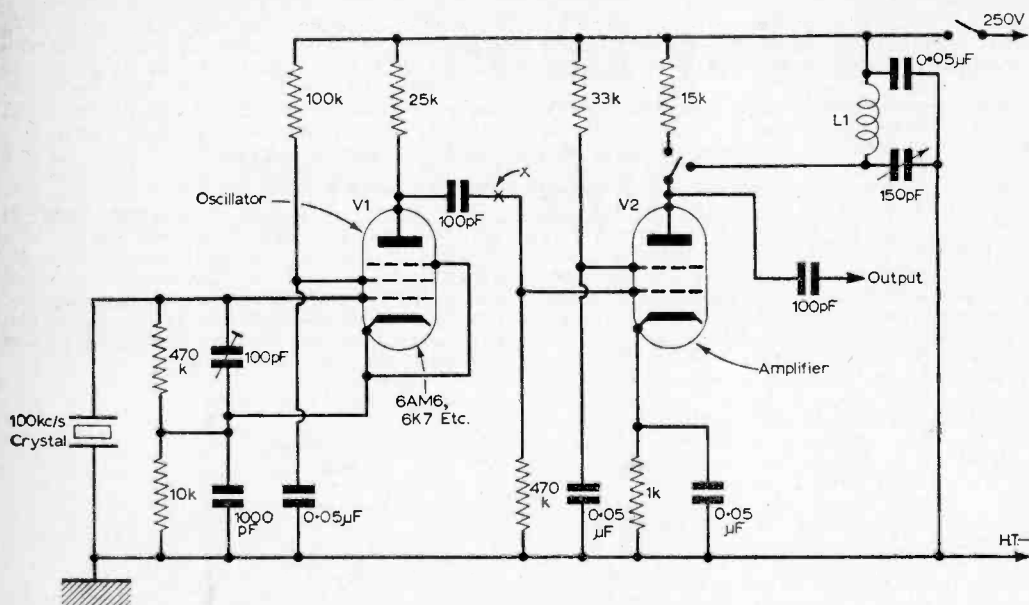 250V
0·05μF
100k
25k
33k
15k
L1
150pF
Oscillator
V1
X
100pF
V2
100pF
Output
470
k
100pF
Amplifier
6AM6,
6K7 Etc.
100kc/s
Crystal
10k
1000
pF
0·05μF
470
k
0·05
μF
1k
0·05
μF
H.T.−